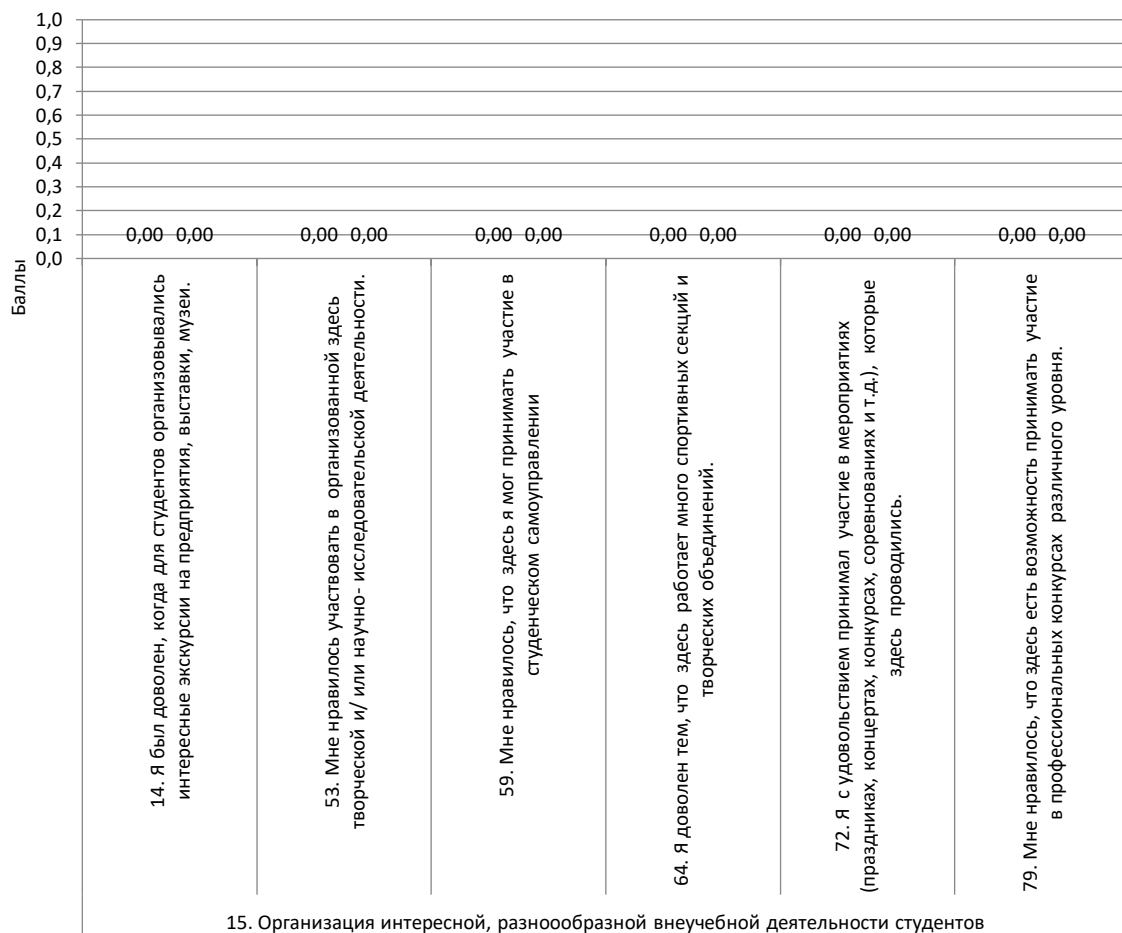 Баллы
1,0
0,9
0,8
0,7
0,6
0,5
0,4
0,3
0,2
0,1
0,0
0,00 0,00 0,00 0,00 0,00 0,00 0,00 0,00 0,00 0,00 0,00 0,00
14. Я был доволен, когда для студентов организовывались
интересные экскурсии на предприятия, выставки, музеи.
53. Мне нравилось участвовать в организованной здесь
творческой и/ или научно- исследовательской деятельности.
59. Мне нравилось, что здесь я мог принимать участие в
студенческом самоуправлении
64. Я доволен тем, что здесь работает много спортивных секций и
творческих объединений.
72. Я с удовольствием принимал участие в мероприятиях
(праздниках, концертах, конкурсах, соревнованиях и т.д.), которые
здесь проводились.
79. Мне нравилось, что здесь есть возможность принимать участие
в профессиональных конкурсах различного уровня.
15. Организация интересной, разноообразной внеучебной деятельности студентов